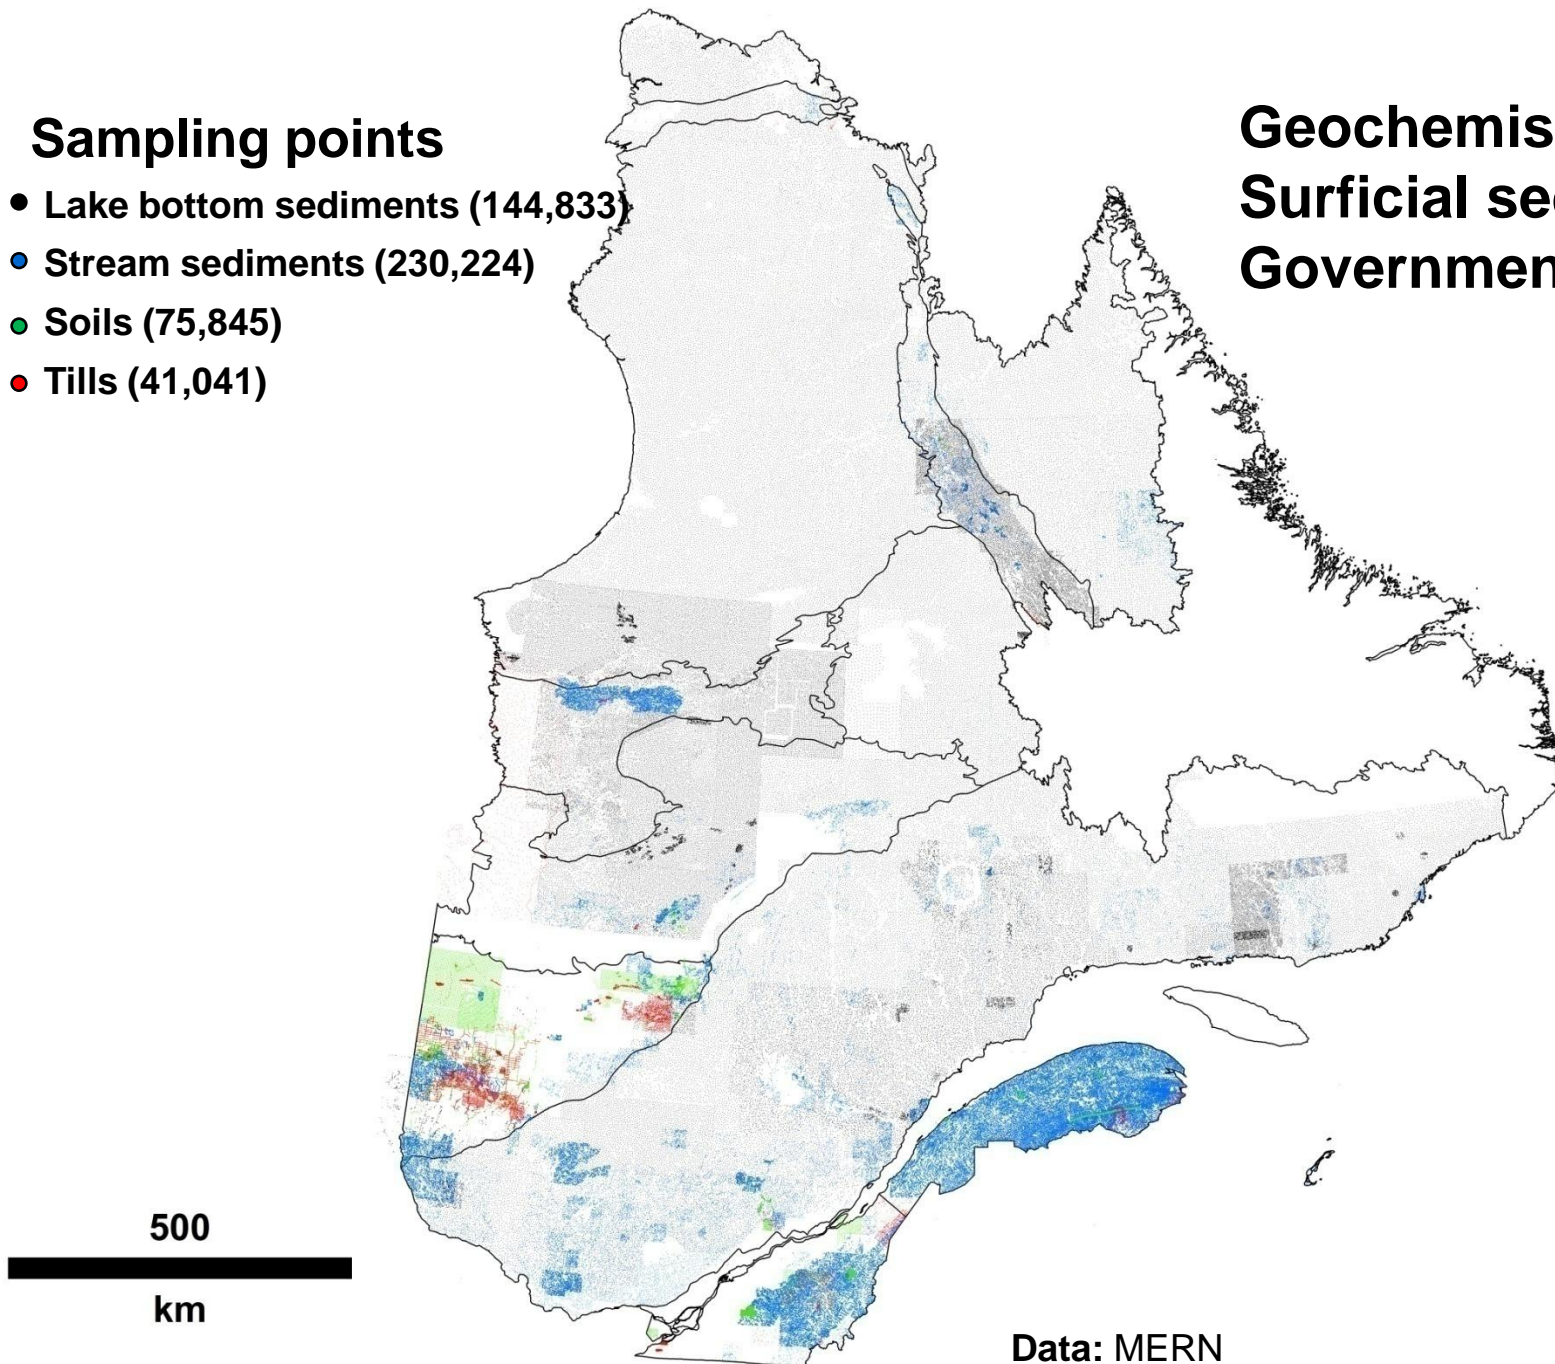 Sampling points
Lake bottom sediments (144,833)
Stream sediments (230,224)
Soils (75,845)
Tills (41,041)
Geochemis
Surficial se
Governmen
500
km
Data: MERN